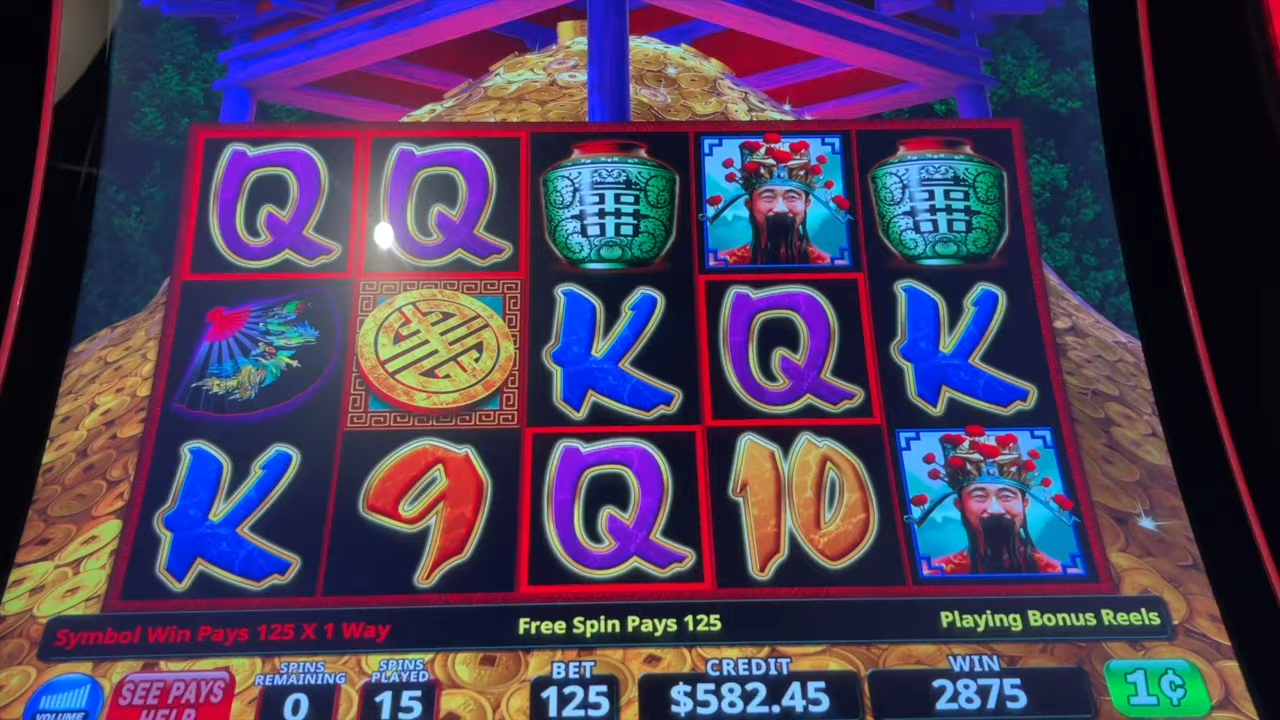 Q Q
K Q K
K 9 Q 10
Symbol Win Pays 125 X 1 Way
Free Spin Pays 125
Playing Bonus Reels
VOLUME
SEE PAYS
HELP
SPINS
REMAINING
0
SPINS
PLAYED
15
BET
125
CREDIT
$582.45
WIN
2875
1¢